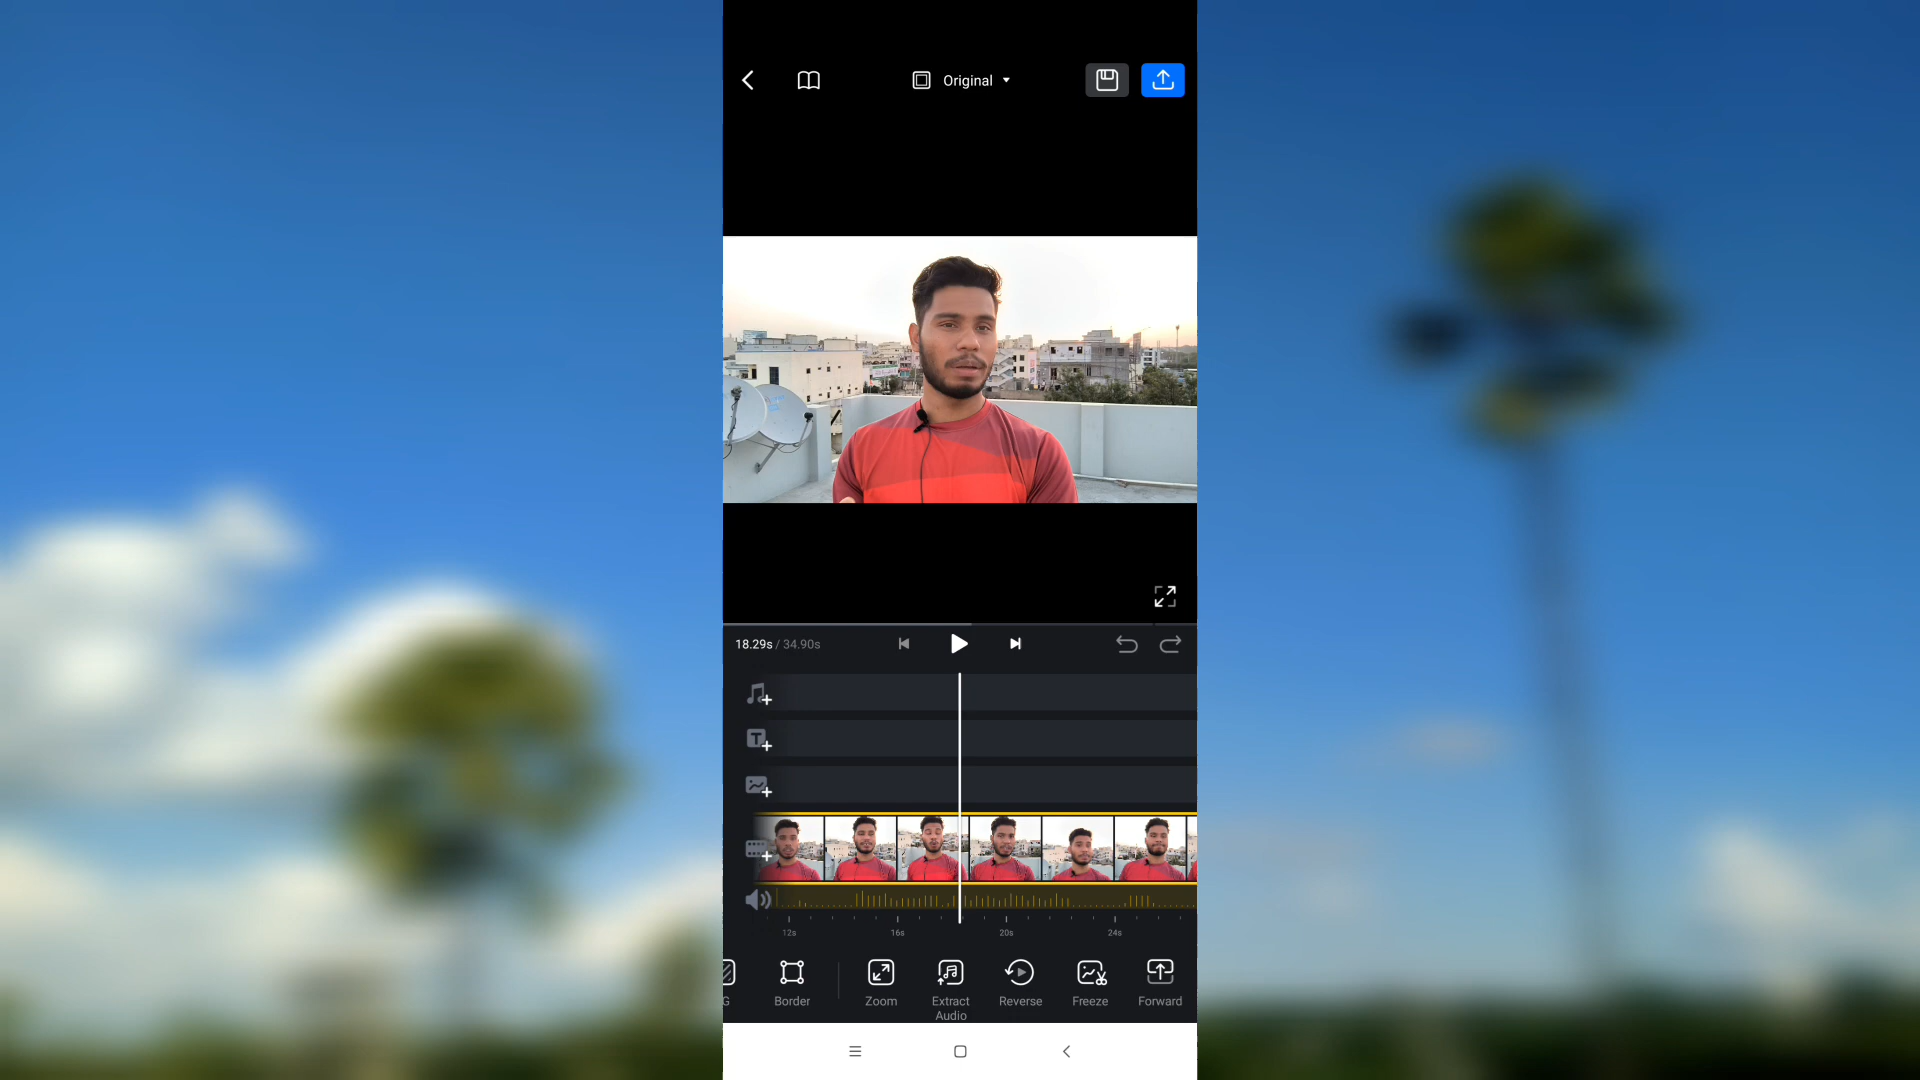 Original
18.29s / 34.90s
12s 16s 20s 24s
G Border Zoom Extract Audio Reverse Freeze Forward